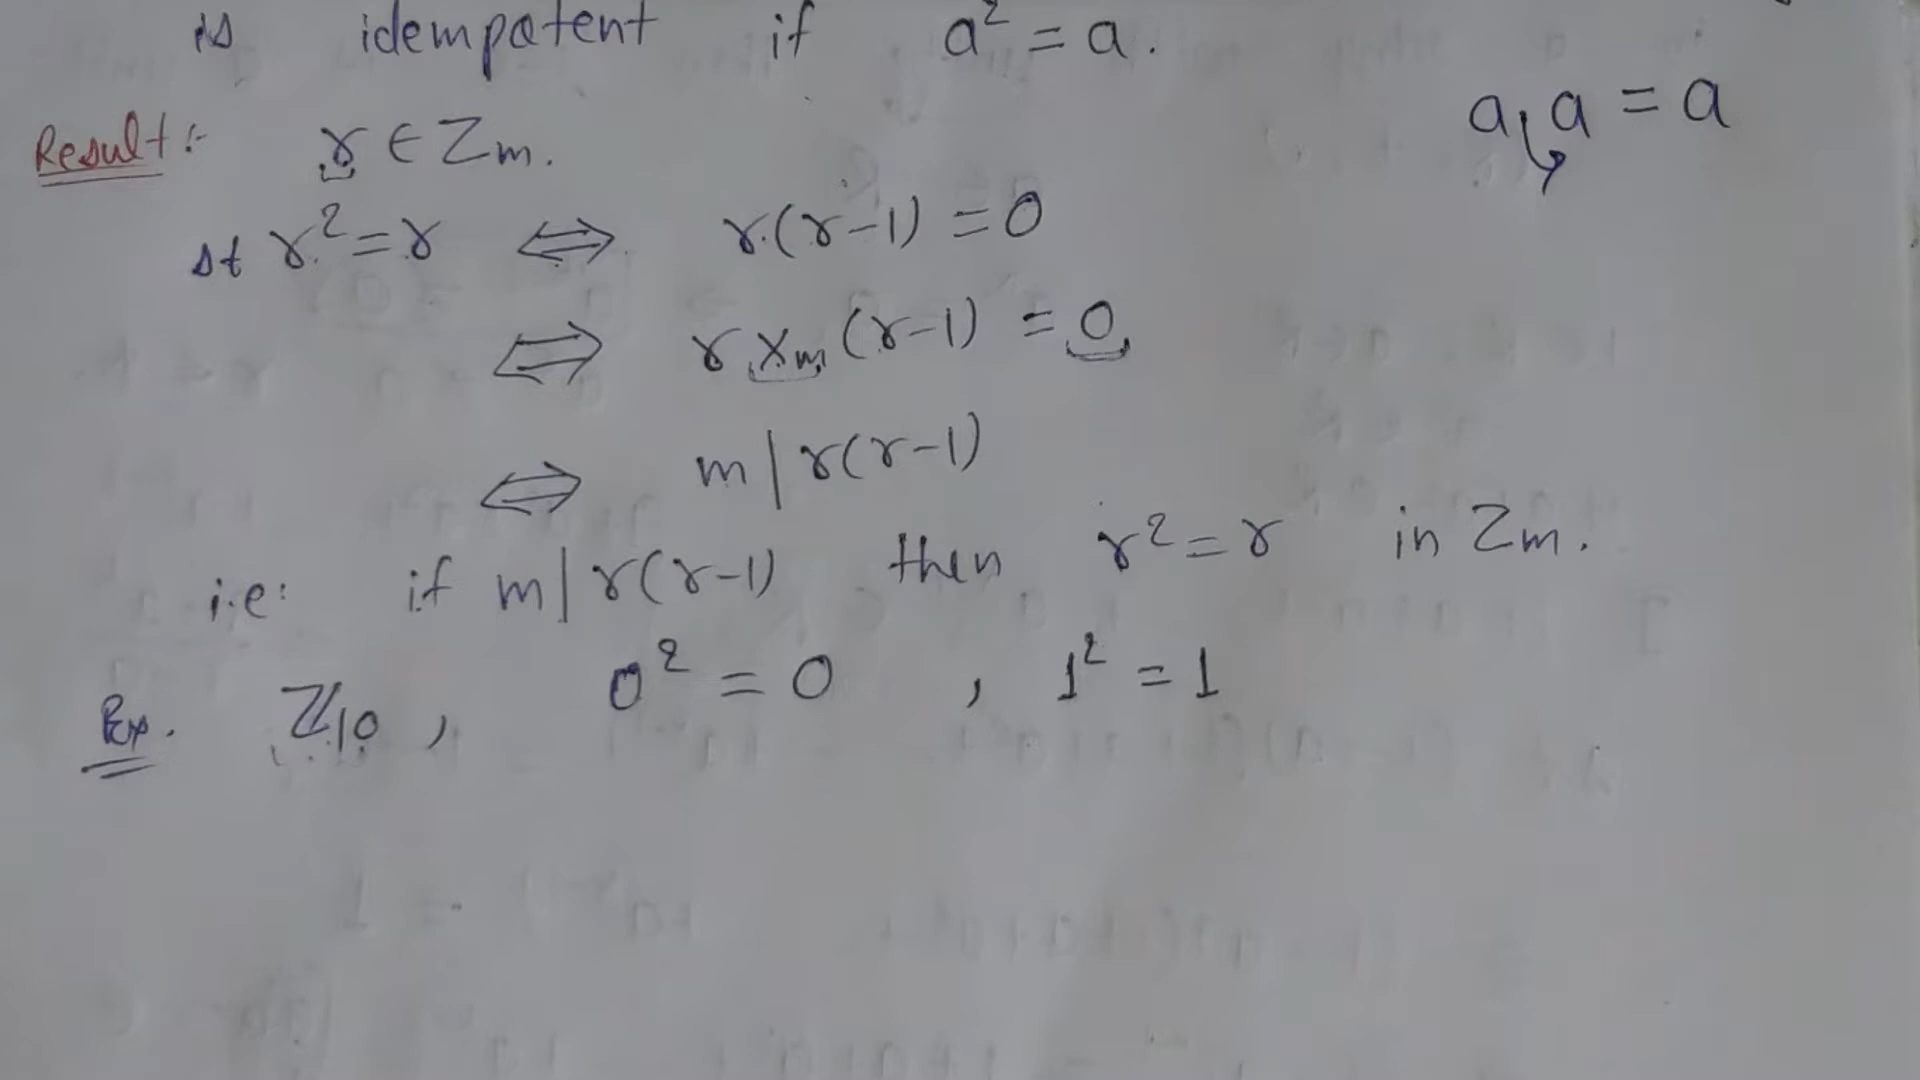 is idempotent if a² = a.
a.a = a
Result:- r ∈ Zm.
st r² = r ⟺ r.(r-1) = 0
⟺ r ×m (r-1) = 0
⟺ m | r(r-1)
i.e: if m | r(r-1) then r² = r in Zm.
Ex. ℤ10, 0² = 0 , 1² = 1